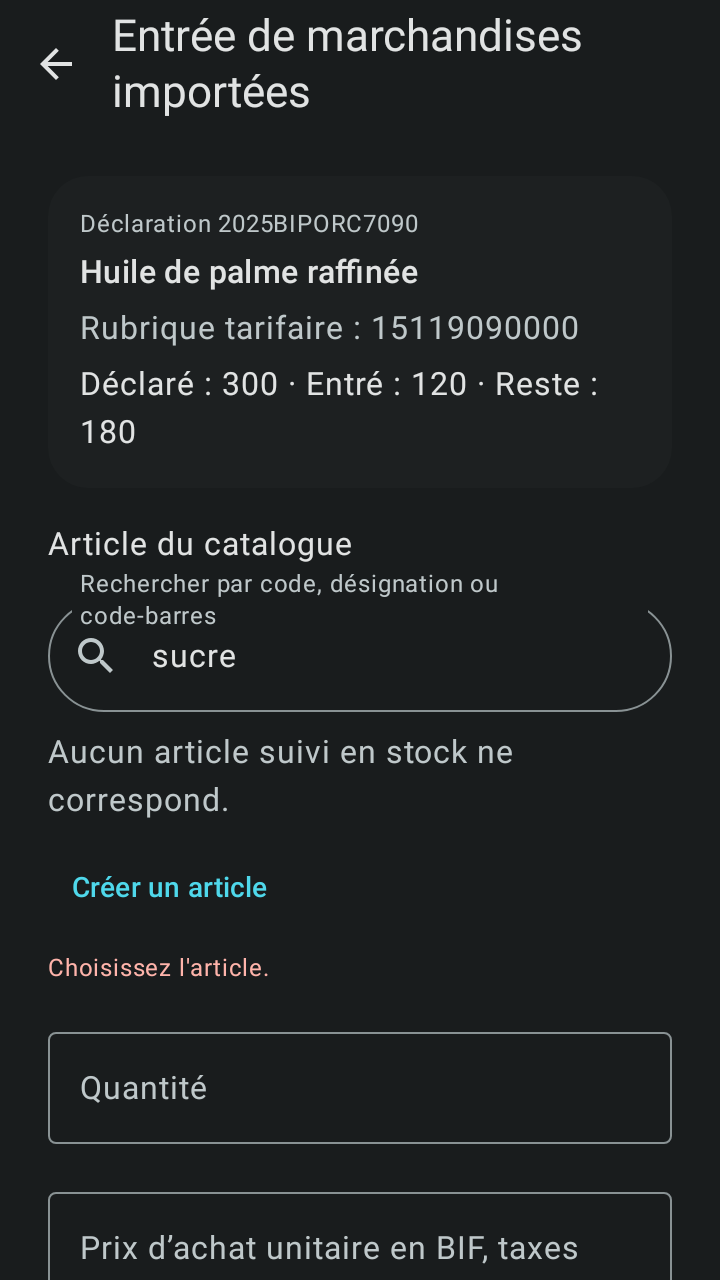 Entrée de marchandises
importées
Déclaration 2025BIPORC7090
Huile de palme raffinée
Rubrique tarifaire : 15119090000
Déclaré : 300 · Entré : 120 · Reste :
180
Article du catalogue
Rechercher par code, désignation ou
code-barres
sucre
Aucun article suivi en stock ne
correspond.
Créer un article
Choisissez l'article.
Quantité
Prix d’achat unitaire en BIF, taxes